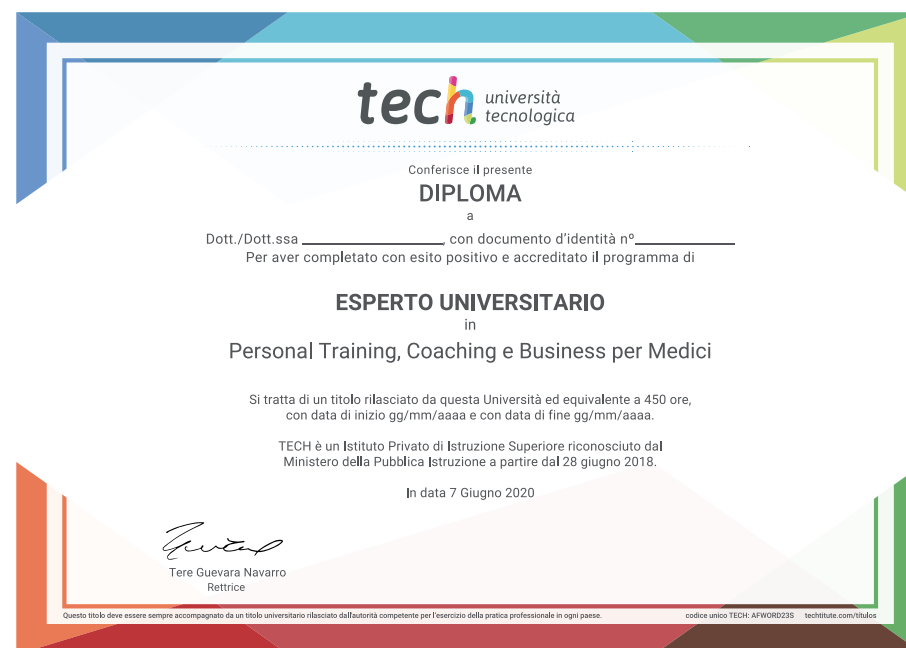 tech università
tecnologica
Conferisce il presente
DIPLOMA
a
Dott./Dott.ssa ____________________, con documento d'identità nº______________
Per aver completato con esito positivo e accreditato il programma di
ESPERTO UNIVERSITARIO
in
Personal Training, Coaching e Business per Medici
Si tratta di un titolo rilasciato da questa Università ed equivalente a 450 ore,
con data di inizio gg/mm/aaaa e con data di fine gg/mm/aaaa.
TECH è un Istituto Privato di Istruzione Superiore riconosciuto dal
Ministero della Pubblica Istruzione a partire dal 28 giugno 2018.
In data 7 Giugno 2020
Tere Guevara Navarro
Rettrice
Questo titolo deve essere sempre accompagnato da un titolo universitario rilasciato dall'autorità competente per l'esercizio della pratica professionale in ogni paese. codice unico TECH: AFWORD23S techtitute.com/titulos